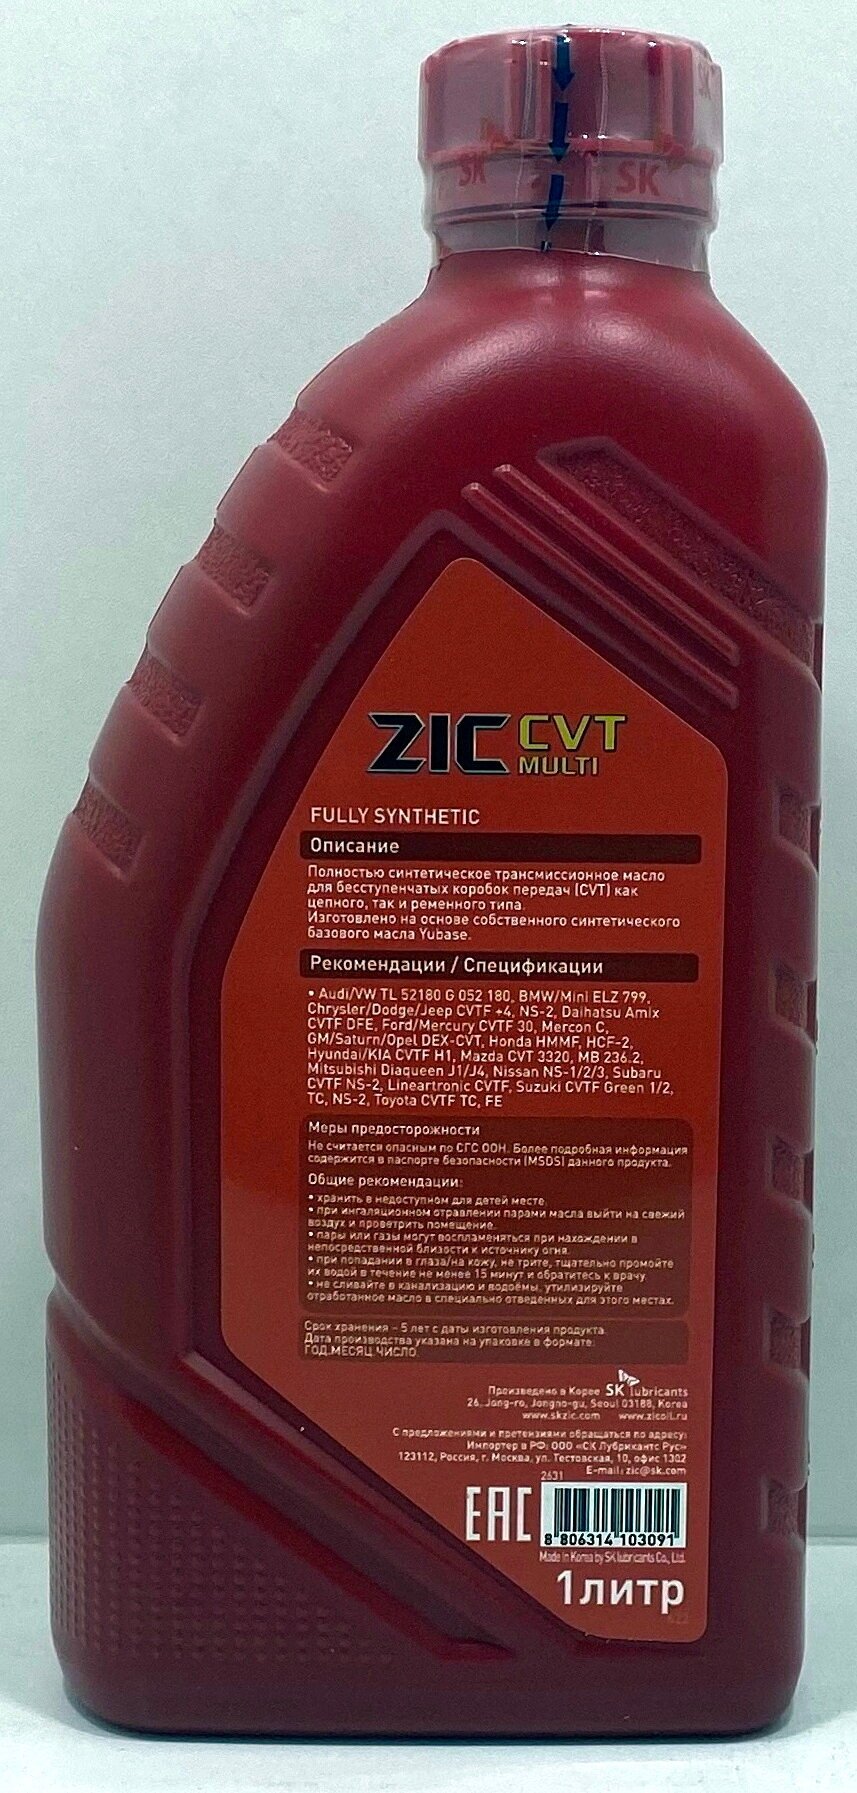 SK
SK
ZIC CVT
MULTI
FULLY SYNTHETIC
Описание
Полностью синтетическое трансмиссионное масло
для бесступенчатых коробок передач (CVT) как
цепного, так и ременного типа.
Изготовлено на основе собственного синтетического
базового масла Yubase.
Рекомендации / Спецификации
• Audi/VW TL 52180 G 052 180, BMW/Mini ELZ 799,
Chrysler/Dodge/Jeep CVTF +4, NS-2, Daihatsu Amix
CVTF DFE, Ford/Mercury CVTF 30, Mercon C,
GM/Saturn/Opel DEX-CVT, Honda HMMF, HCF-2,
Hyundai/KIA CVTF H1, Mazda CVT 3320, MB 236.2,
Mitsubishi Diaqueen J1/J4, Nissan NS-1/2/3, Subaru
CVTF NS-2, Lineartronic CVTF, Suzuki CVTF Green 1/2,
TC, NS-2, Toyota CVTF TC, FE
Меры предосторожности
Не считается опасным по СГС ООН. Более подробная информация
содержится в паспорте безопасности (MSDS) данного продукта.
Общие рекомендации:
• хранить в недоступном для детей месте.
• при ингаляционном отравлении парами масла выйти на свежий
воздух и проветрить помещение.
• пары или газы могут воспламеняться при нахождении в
непосредственной близости к источнику огня.
• при попадании в глаза/на кожу, не трите, тщательно промойте
их водой в течение не менее 15 минут и обратитесь к врачу.
• не сливайте в канализацию и водоёмы, утилизируйте
отработанное масло в специально отведенных для этого местах.
Срок хранения – 5 лет с даты изготовления продукта.
Дата производства указана на упаковке в формате:
ГОД.МЕСЯЦ.ЧИСЛО.
Произведено в Корее SK lubricants
26, Jong-ro, Jongno-gu, Seoul 03188, Korea
www.skzic.com www.zicoil.ru
С предложениями и претензиями обращаться по адресу:
Импортер в РФ: ООО «СК Лубрикантс Рус»
123112, Россия, г. Москва, ул. Тестовская, 10, офис 1302
E-mail: zic@sk.com
2631
EAC
8 806314 103091
Made in Korea by SK lubricants Co., Ltd.
1литр